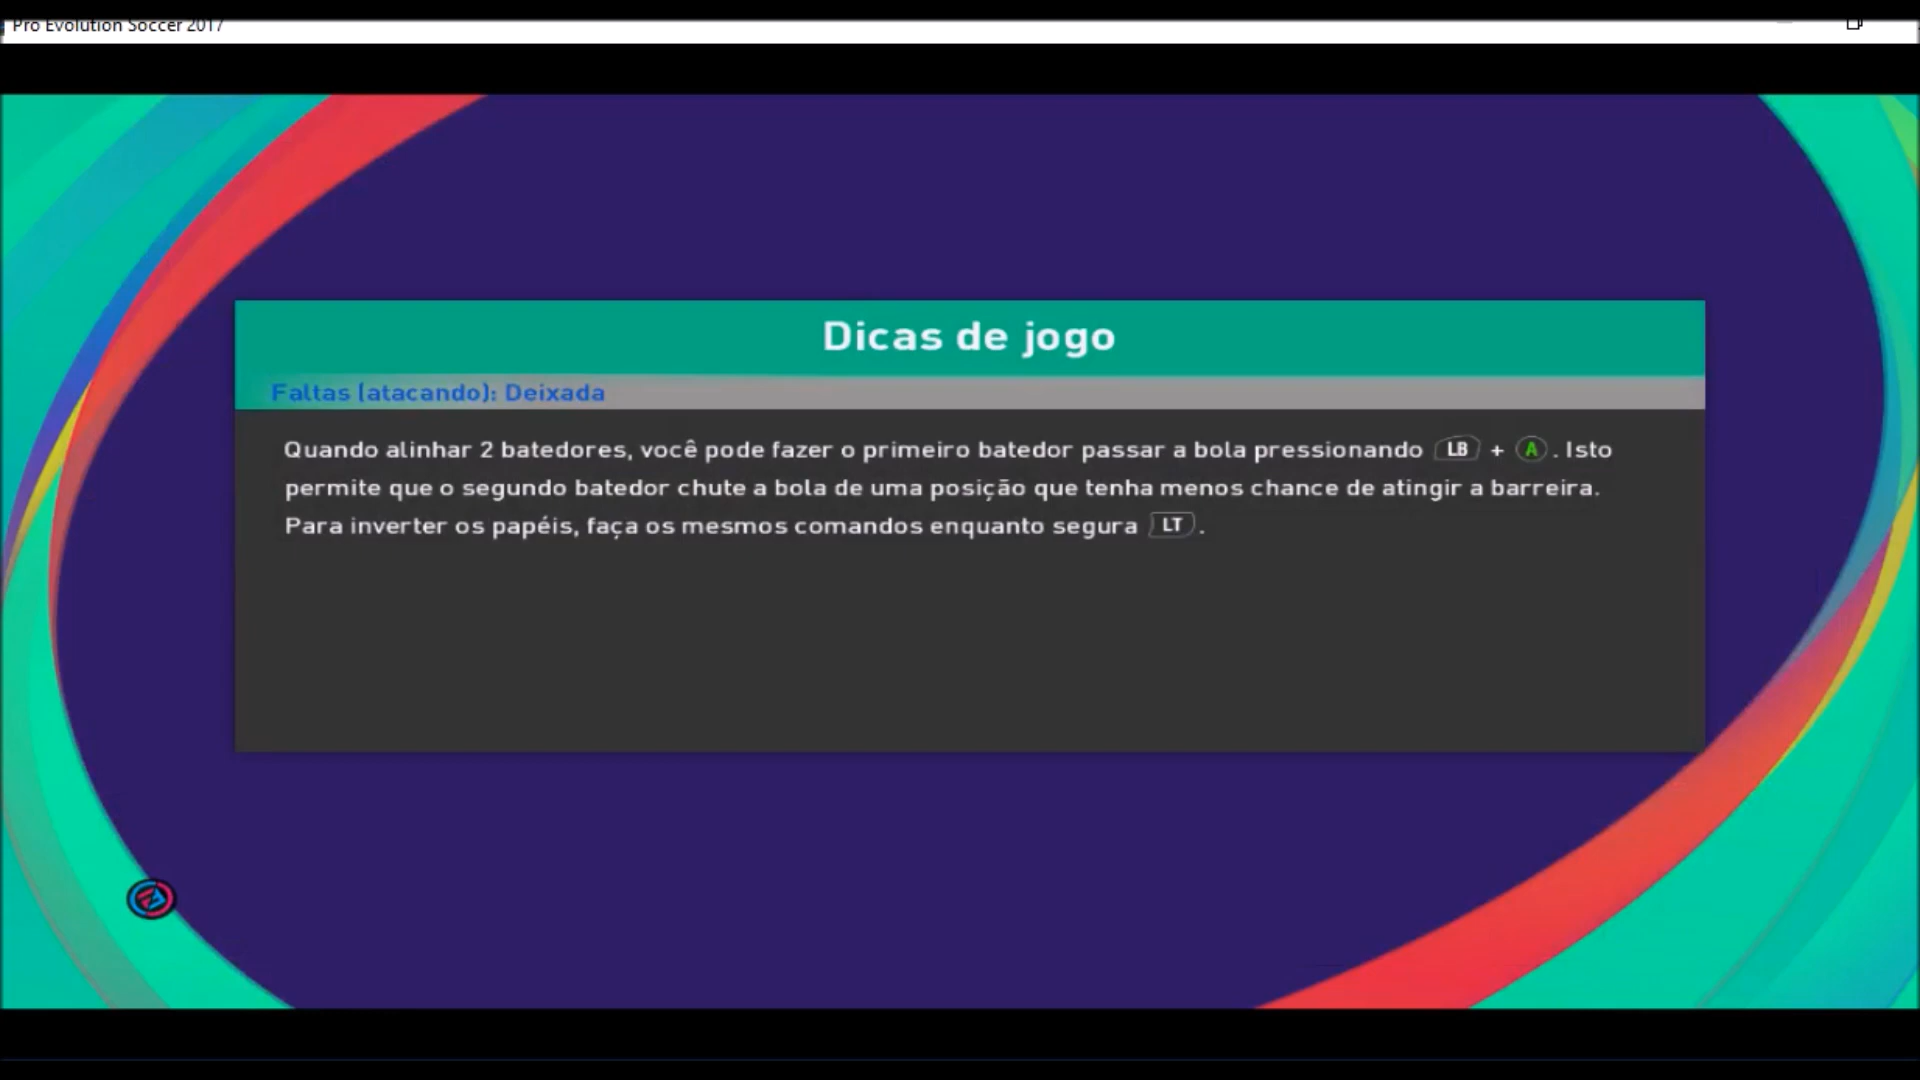 Pro Evolution Soccer 2017
Dicas de jogo
Faltas (atacando): Deixada
Quando alinhar 2 batedores, você pode fazer o primeiro batedor passar a bola pressionando LB + A . Isto
permite que o segundo batedor chute a bola de uma posição que tenha menos chance de atingir a barreira.
Para inverter os papéis, faça os mesmos comandos enquanto segura LT .